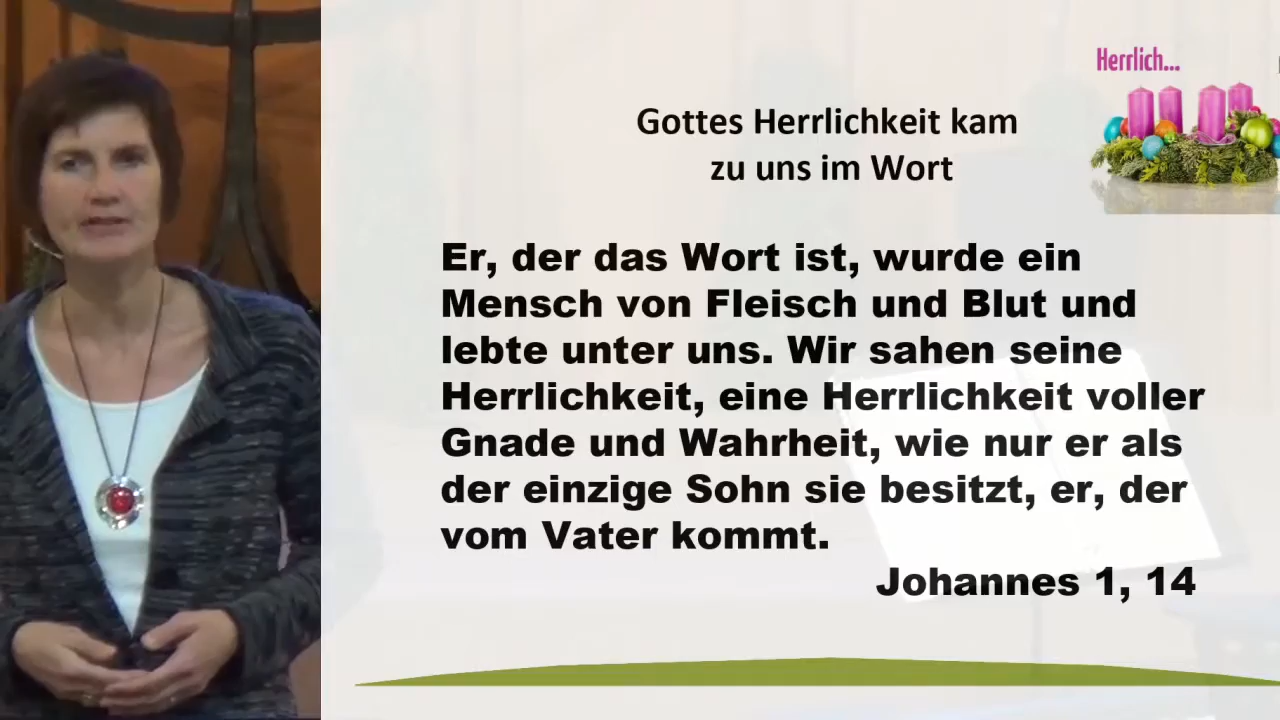 Herrlich...
Gottes Herrlichkeit kam
zu uns im Wort
Er, der das Wort ist, wurde ein
Mensch von Fleisch und Blut und
lebte unter uns. Wir sahen seine
Herrlichkeit, eine Herrlichkeit voller
Gnade und Wahrheit, wie nur er als
der einzige Sohn sie besitzt, er, der
vom Vater kommt.
Johannes 1, 14